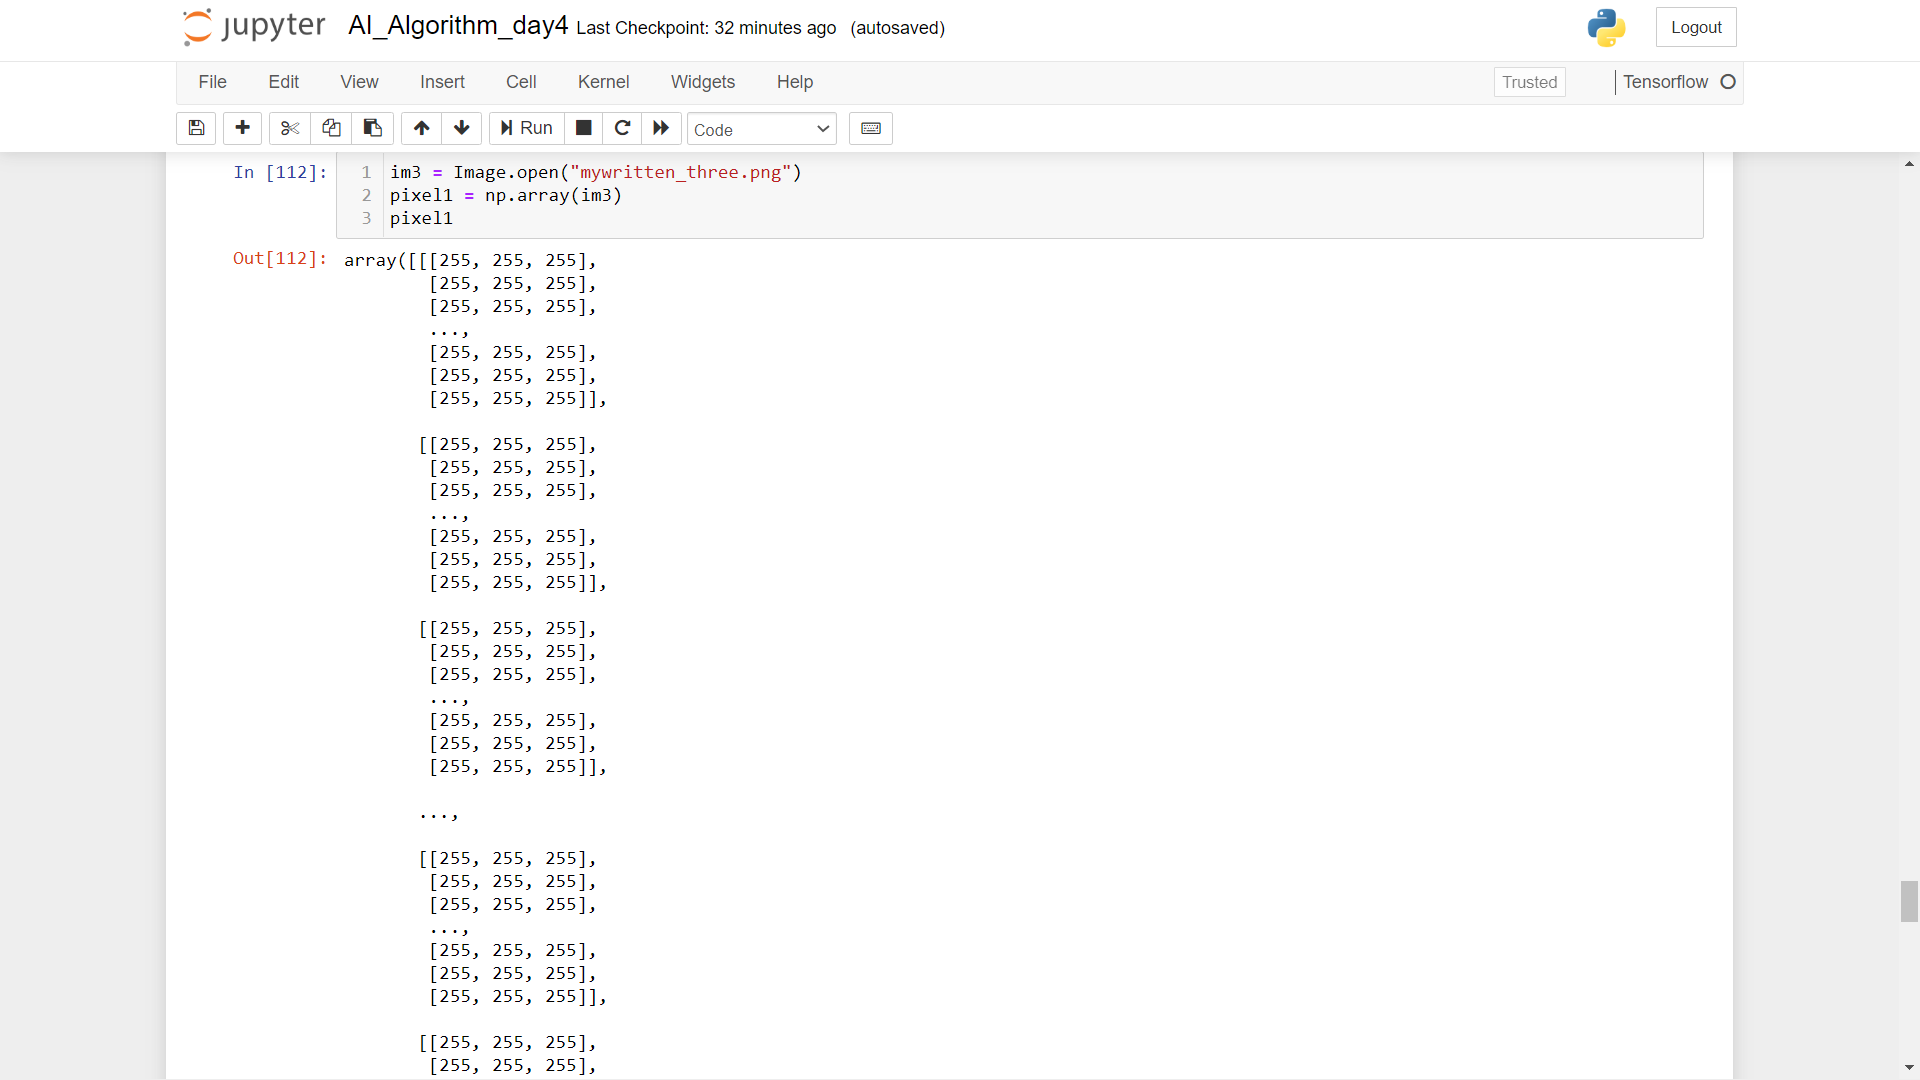 jupyter AI_Algorithm_day4 Last Checkpoint: 32 minutes ago (autosaved) Logout
File Edit View Insert Cell Kernel Widgets Help Trusted Tensorflow
Run Code
In [112]: 1 im3 = Image.open("mywritten_three.png")
2 pixel1 = np.array(im3)
3 pixel1
Out[112]: array([[[255, 255, 255],
[255, 255, 255],
[255, 255, 255],
...,
[255, 255, 255],
[255, 255, 255],
[255, 255, 255]],
[[255, 255, 255],
[255, 255, 255],
[255, 255, 255],
...,
[255, 255, 255],
[255, 255, 255],
[255, 255, 255]],
[[255, 255, 255],
[255, 255, 255],
[255, 255, 255],
...,
[255, 255, 255],
[255, 255, 255],
[255, 255, 255]],
...,
[[255, 255, 255],
[255, 255, 255],
[255, 255, 255],
...,
[255, 255, 255],
[255, 255, 255],
[255, 255, 255]],
[[255, 255, 255],
[255, 255, 255],